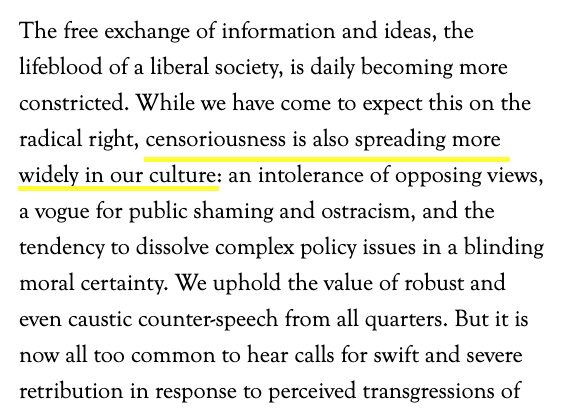 The free exchange of information and ideas, the
lifeblood of a liberal society, is daily becoming more
constricted. While we have come to expect this on the
radical right, censoriousness is also spreading more
widely in our culture: an intolerance of opposing views,
a vogue for public shaming and ostracism, and the
tendency to dissolve complex policy issues in a blinding
moral certainty. We uphold the value of robust and
even caustic counter-speech from all quarters. But it is
now all too common to hear calls for swift and severe
retribution in response to perceived transgressions of